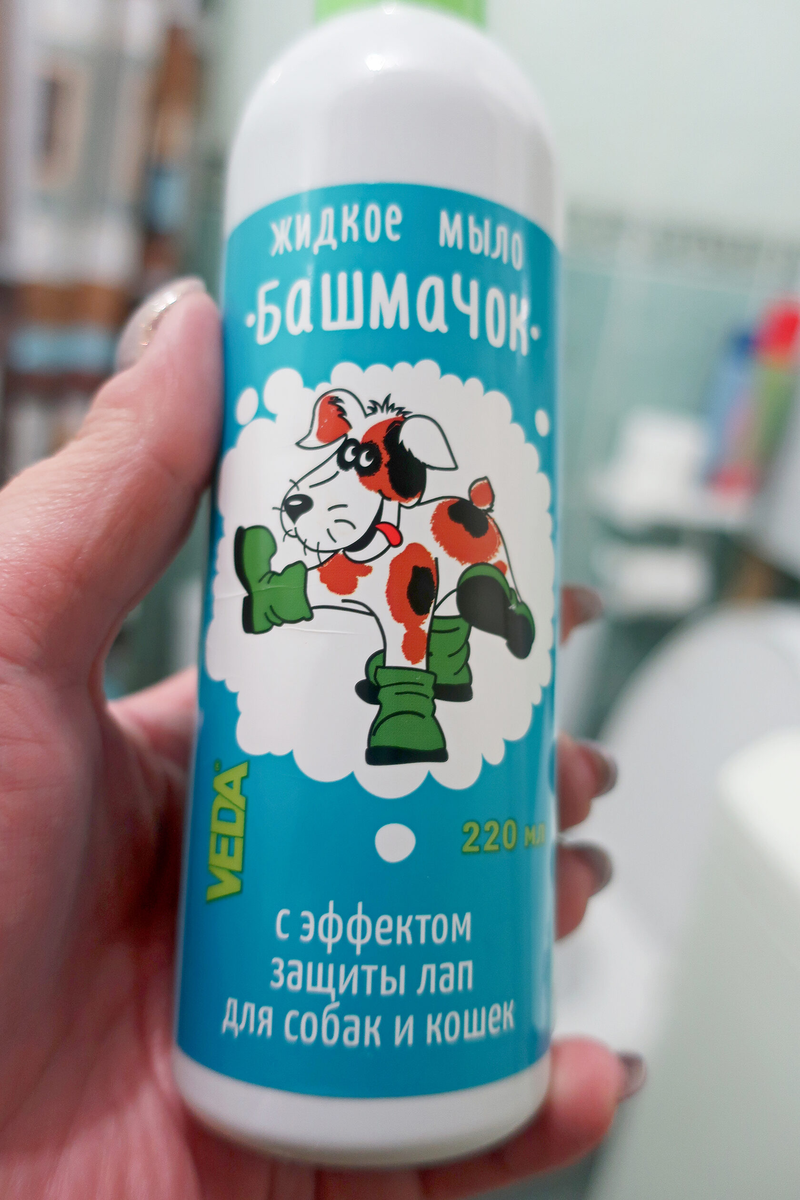 жидкое мыло
·Башмачок·
VEDA®
220 мл
с эффектом
защиты лап
для собак и кошек